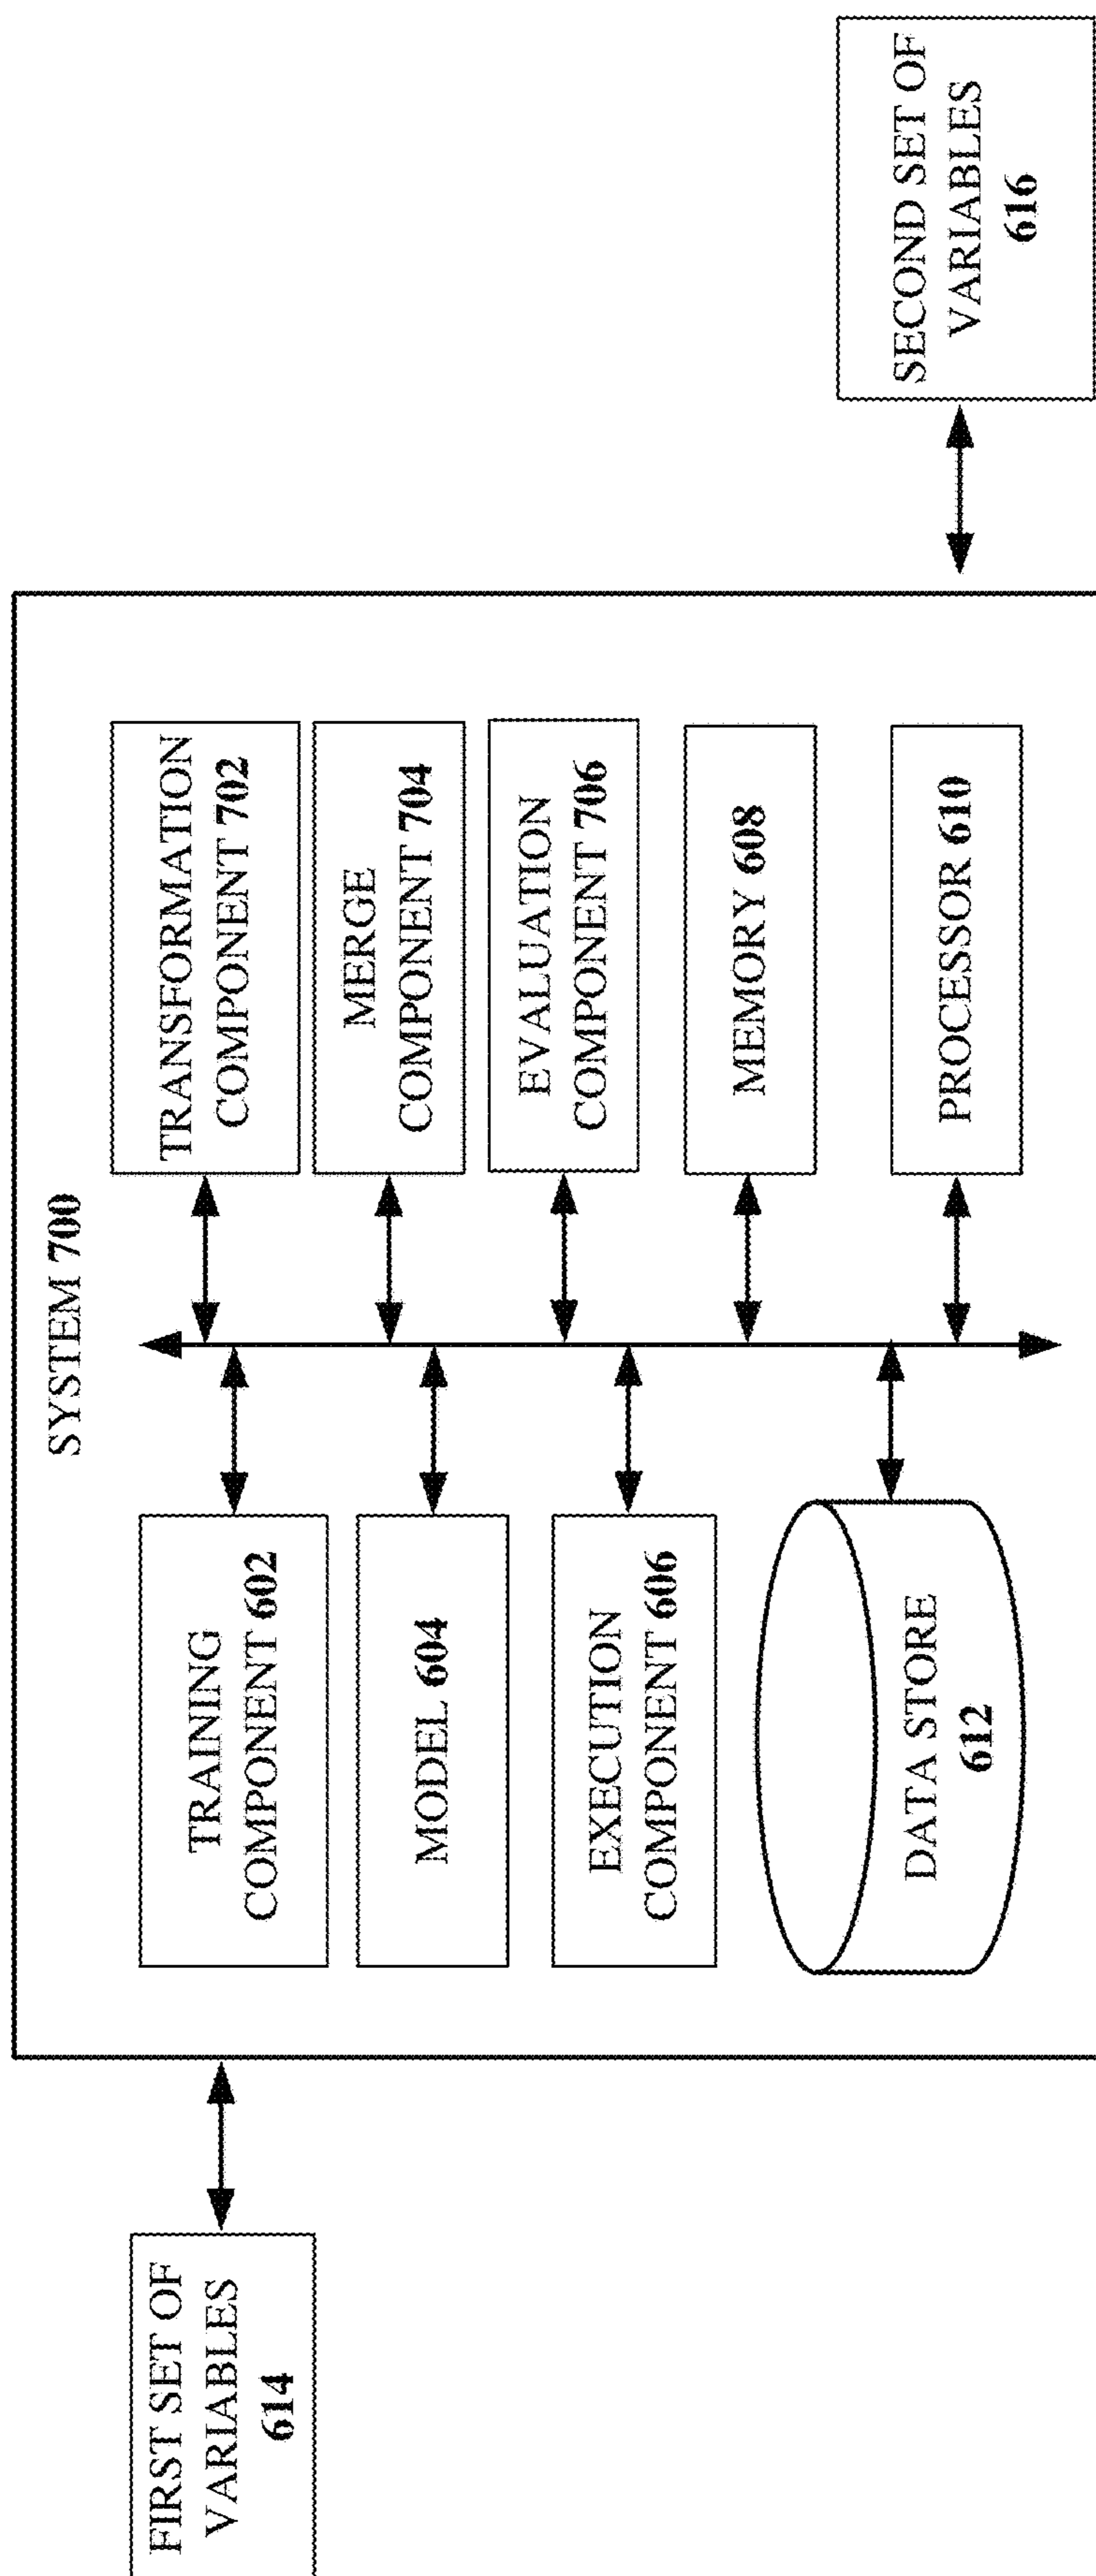 SYSTEM 700
FIRST SET OF
VARIABLES
614
TRAINING
COMPONENT 602
MODEL 604
EXECUTION
COMPONENT 606
DATA STORE
612
TRANSFORMATION
COMPONENT 702
MERGE
COMPONENT 704
EVALUATION
COMPONENT 706
MEMORY 608
PROCESSOR 610
SECOND SET OF
VARIABLES
616